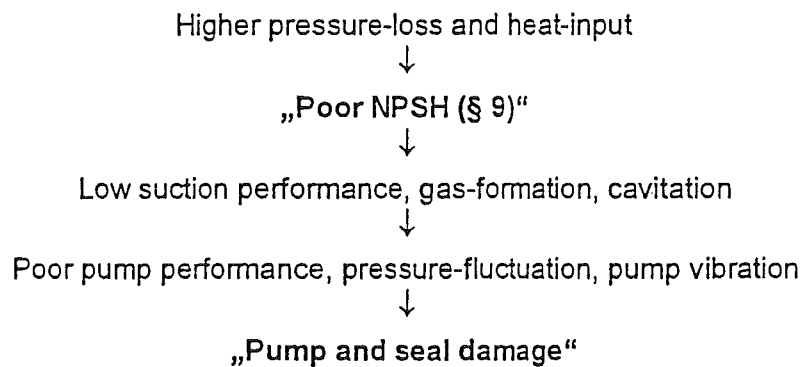 Higher pressure-loss and heat-input
↓
„Poor NPSH (§ 9)“
↓
Low suction performance, gas-formation, cavitation
↓
Poor pump performance, pressure-fluctuation, pump vibration
↓
„Pump and seal damage“